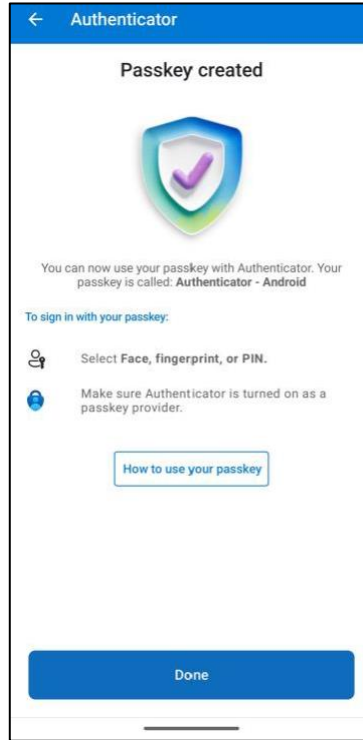 Authenticator
Passkey created
You can now use your passkey with Authenticator. Your
passkey is called: Authenticator - Android
To sign in with your passkey:
Select Face, fingerprint, or PIN.
Make sure Authenticator is turned on as a
passkey provider.
How to use your passkey
Done